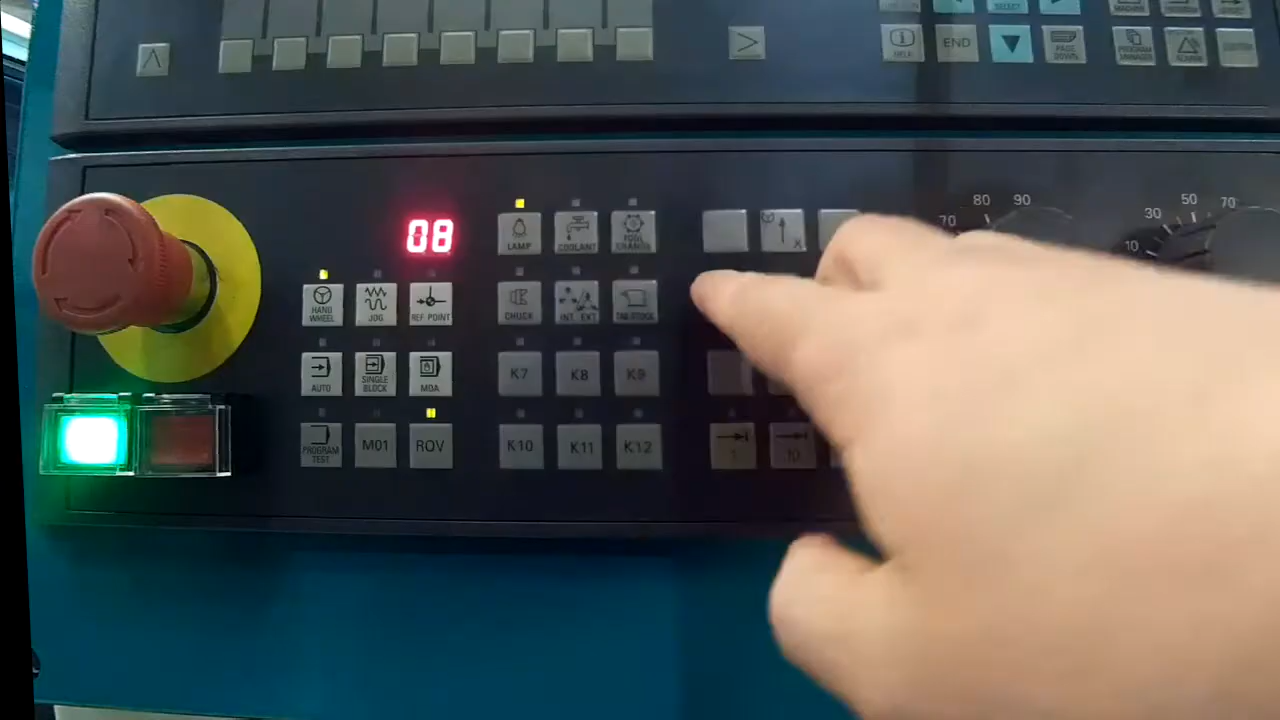 SELECT
HELP
END
PAGE DOWN
PROGRAM MANAGER
ALARM
80 90
70
30 50 70
10
08
LAMP
COOLANT
TOOL CHANGE
X
HAND WHEEL
JOG
REF POINT
CHUCK
INT. EXT
TAILSTOCK
AUTO
SINGLE BLOCK
MDA
K7
K8
K9
PROGRAM TEST
M01
ROV
K10
K11
K12
1
10